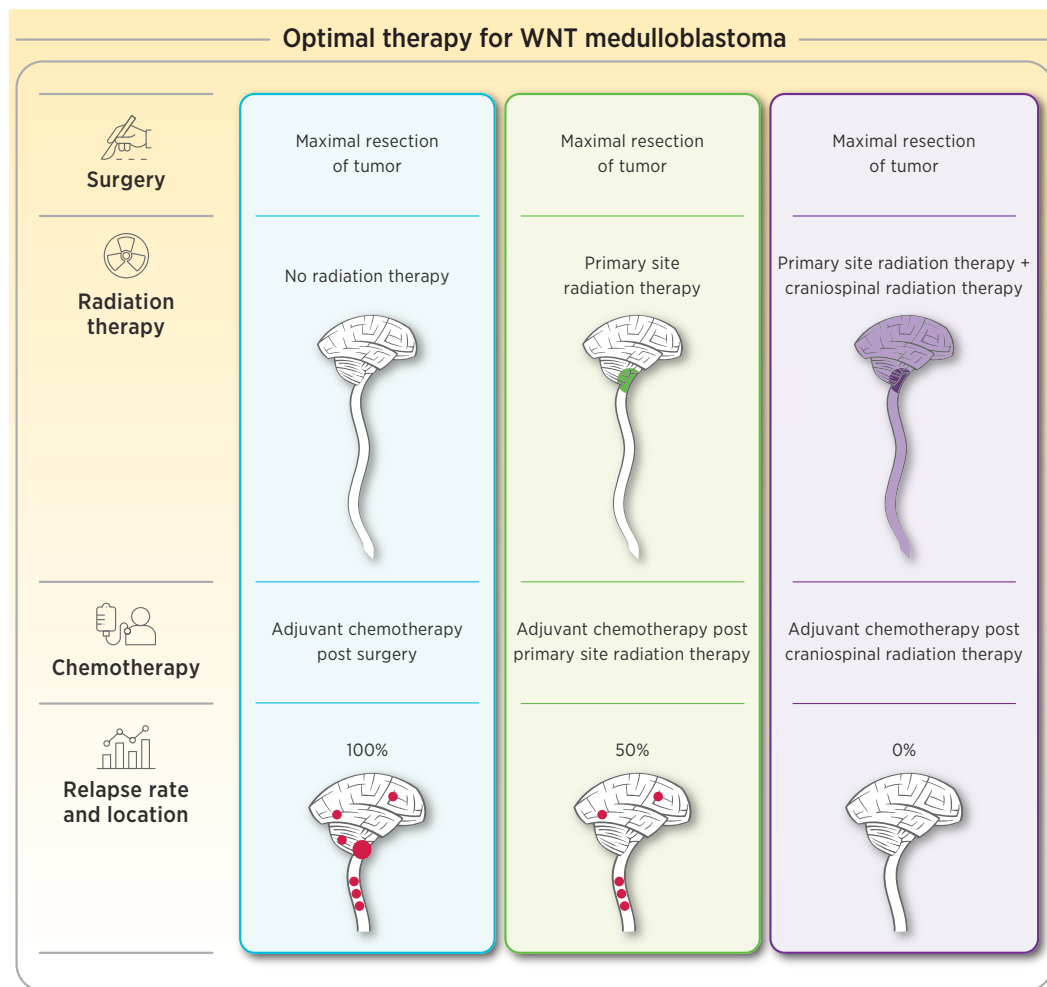 Optimal therapy for WNT medulloblastoma
Surgery
Maximal resection
of tumor
Maximal resection
of tumor
Maximal resection
of tumor
Radiation
therapy
No radiation therapy
Primary site
radiation therapy
Primary site radiation therapy +
craniospinal radiation therapy
Chemotherapy
Adjuvant chemotherapy
post surgery
Adjuvant chemotherapy post
primary site radiation therapy
Adjuvant chemotherapy post
craniospinal radiation therapy
Relapse rate
and location
100%
50%
0%